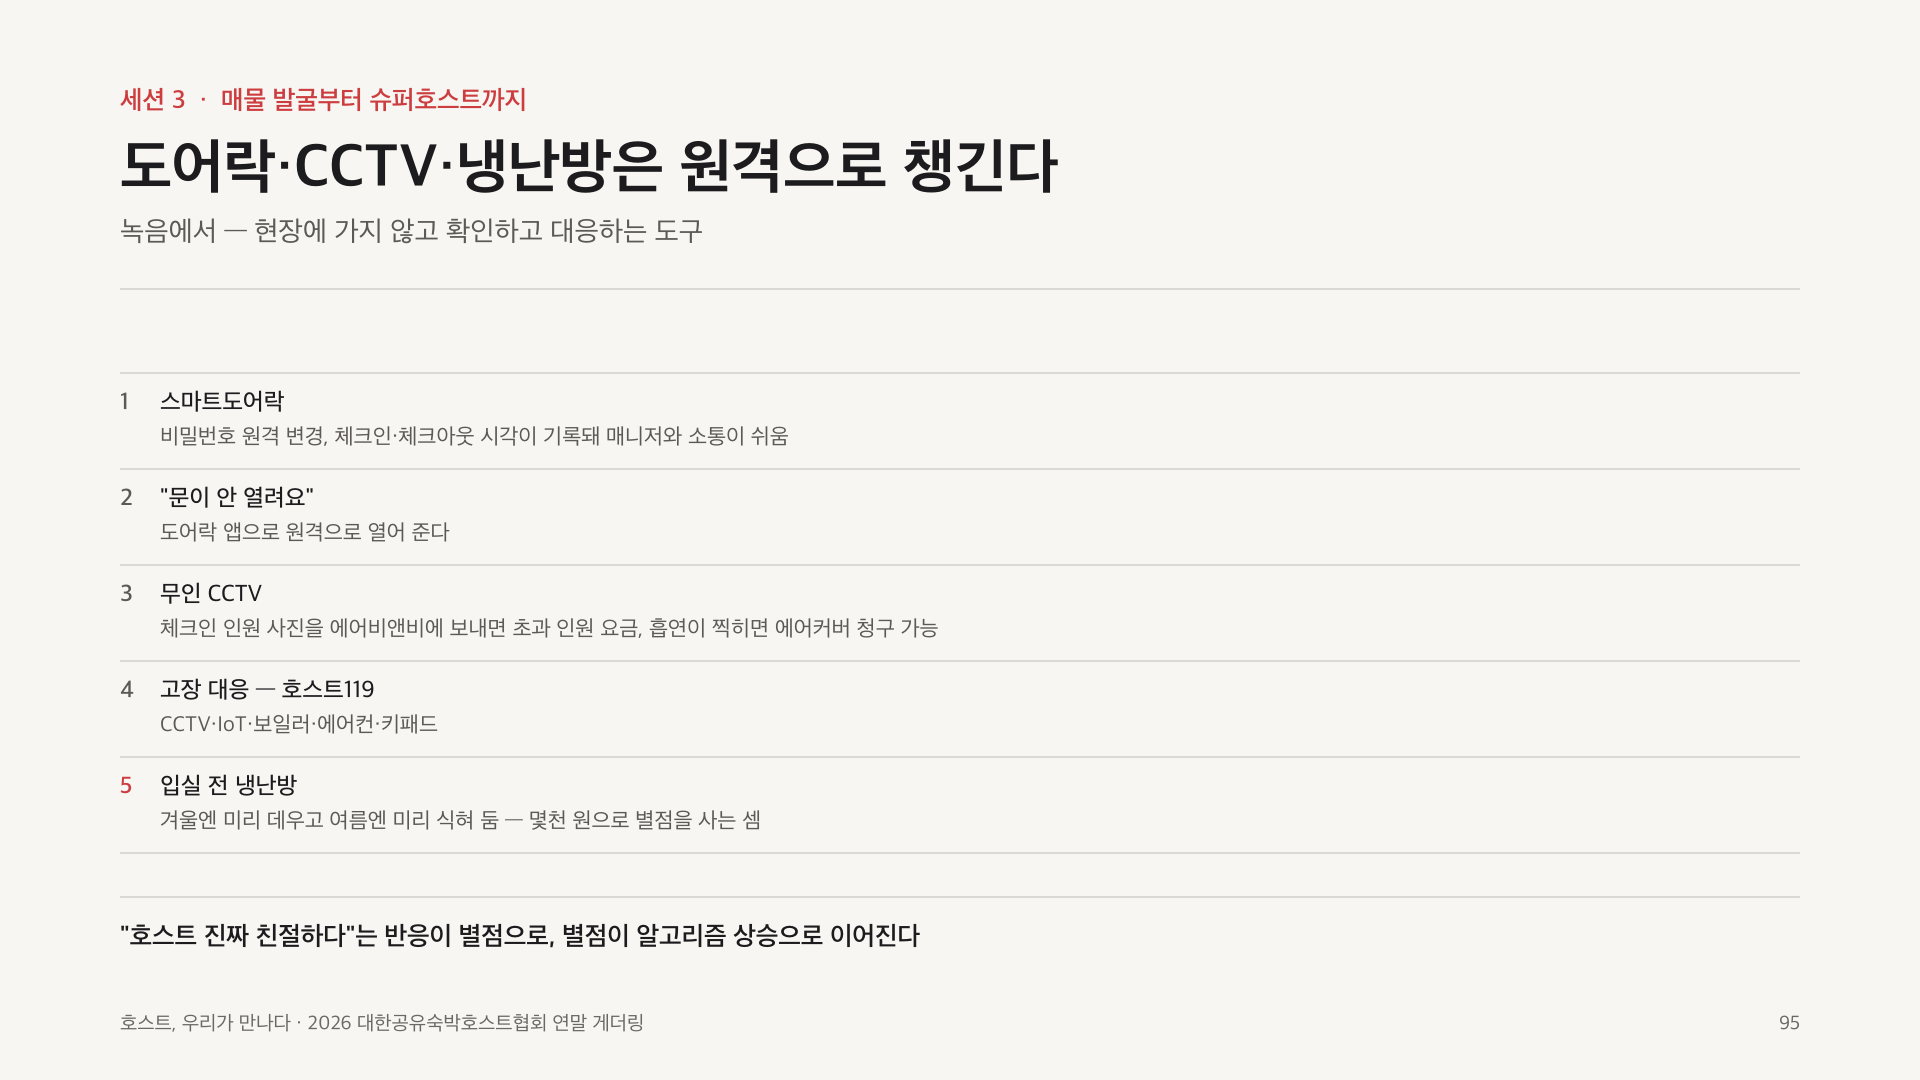 세션 3 · 매물 발굴부터 슈퍼호스트까지
도어락·CCTV·냉난방은 원격으로 챙긴다
녹음에서 — 현장에 가지 않고 확인하고 대응하는 도구
1 스마트도어락
비밀번호 원격 변경, 체크인·체크아웃 시각이 기록돼 매니저와 소통이 쉬움
2 "문이 안 열려요"
도어락 앱으로 원격으로 열어 준다
3 무인 CCTV
체크인 인원 사진을 에어비앤비에 보내면 초과 인원 요금, 흡연이 찍히면 에어커버 청구 가능
4 고장 대응 — 호스트119
CCTV·IoT·보일러·에어컨·키패드
5 입실 전 냉난방
겨울엔 미리 데우고 여름엔 미리 식혀 둠 — 몇천 원으로 별점을 사는 셈
"호스트 진짜 친절하다"는 반응이 별점으로, 별점이 알고리즘 상승으로 이어진다
호스트, 우리가 만나다 · 2026 대한공유숙박호스트협회 연말 게더링
95